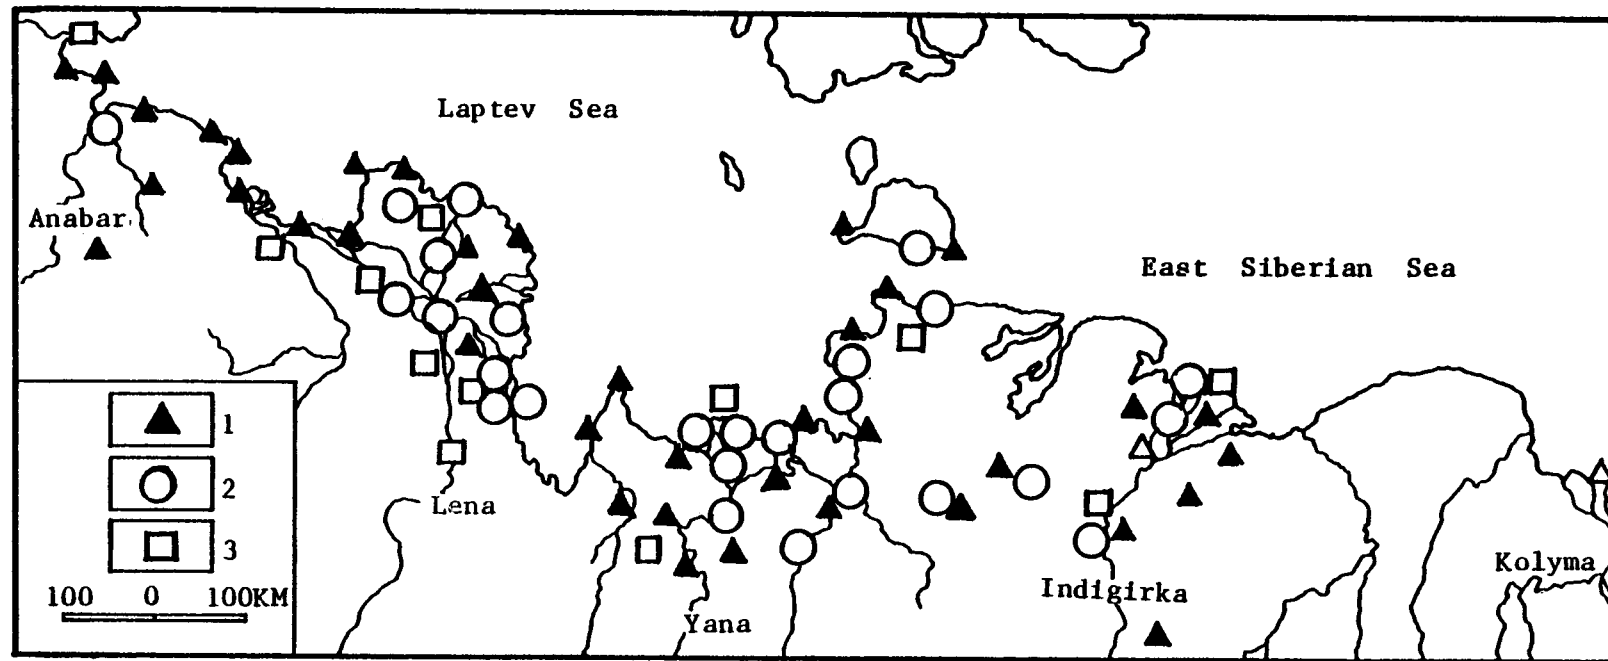 Laptev Sea
Anabar
East Siberian Sea
1
2
Lena
3
Kolyma
Indigirka
100 0 100KM
Yana